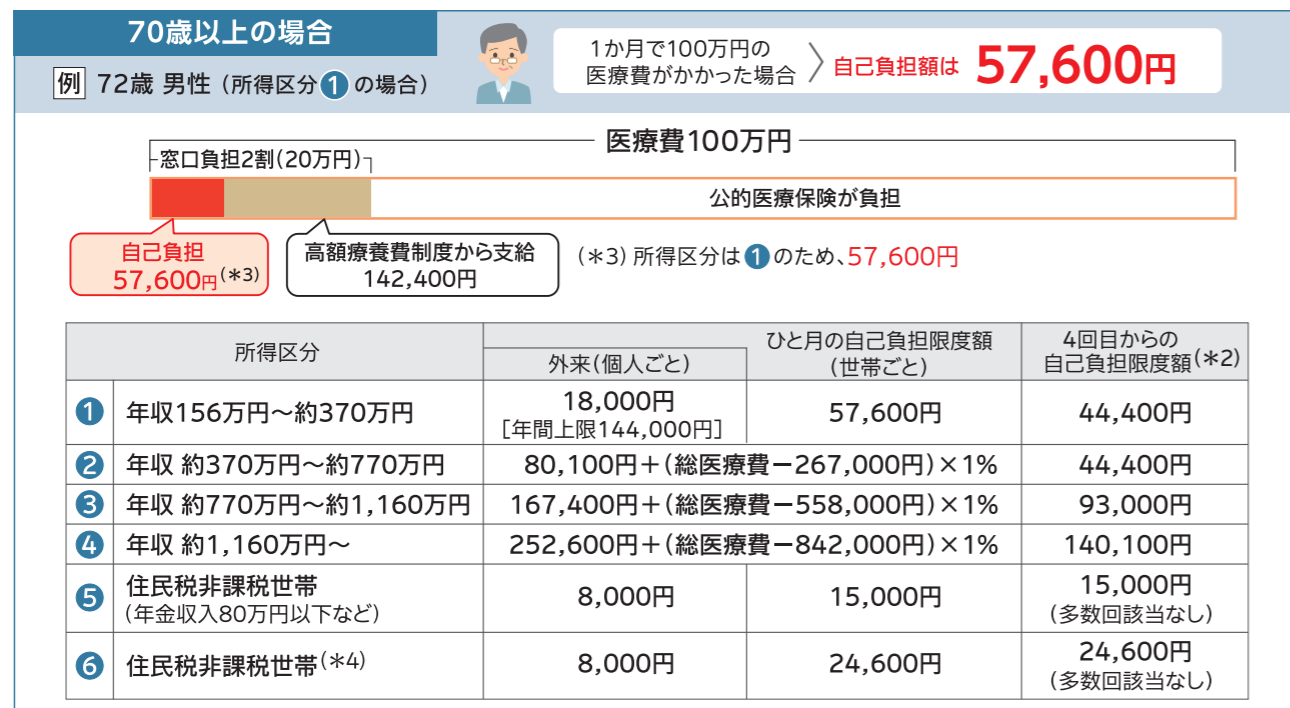 70歳以上の場合
例 72歳 男性（所得区分❶の場合）
1か月で100万円の
医療費がかかった場合
自己負担額は 57,600円
医療費100万円
窓口負担2割(20万円)
公的医療保険が負担
自己負担
57,600円(＊3)
高額療養費制度から支給
142,400円
(＊3) 所得区分は❶のため、57,600円
所得区分
ひと月の自己負担限度額
(世帯ごと)
外来(個人ごと)
4回目からの
自己負担限度額(＊2)
❶ 年収156万円～約370万円 18,000円 57,600円 44,400円
［年間上限144,000円］
❷ 年収 約370万円～約770万円 80,100円＋(総医療費－267,000円)×1% 44,400円
❸ 年収 約770万円～約1,160万円 167,400円＋(総医療費－558,000円)×1% 93,000円
❹ 年収 約1,160万円～ 252,600円＋(総医療費－842,000円)×1% 140,100円
❺ 住民税非課税世帯 8,000円 15,000円 15,000円
(年金収入80万円以下など) (多数回該当なし)
❻ 住民税非課税世帯(＊4) 8,000円 24,600円 24,600円
(多数回該当なし)